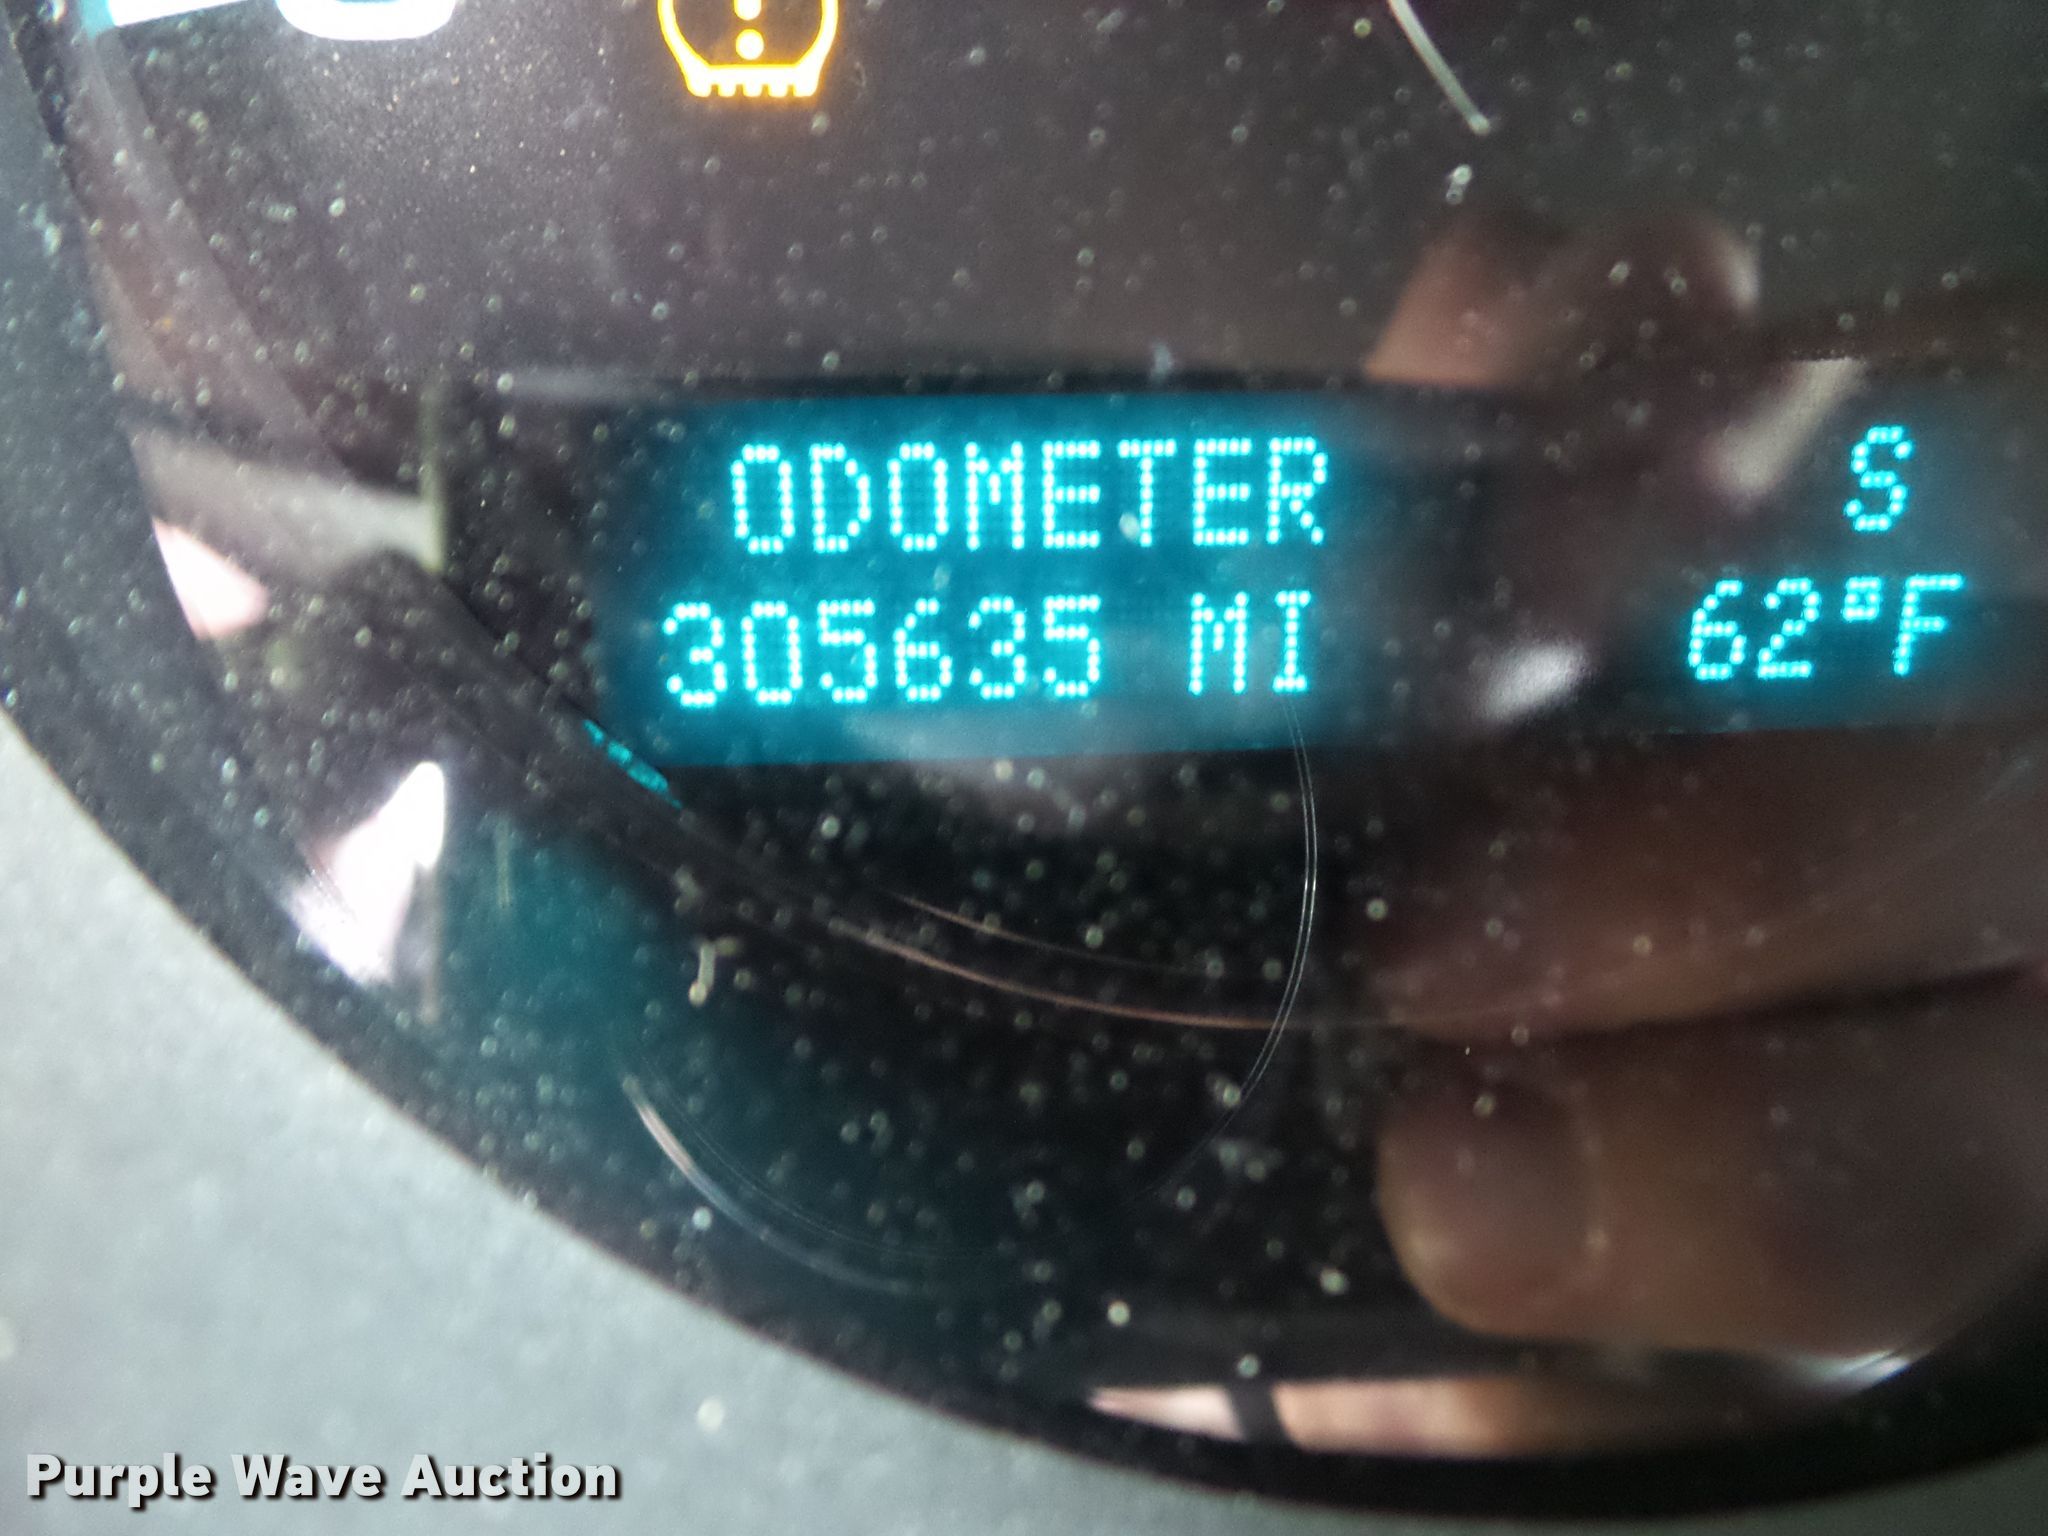 ODOMETER S
305635 MI 62°F
Purple Wave Auction